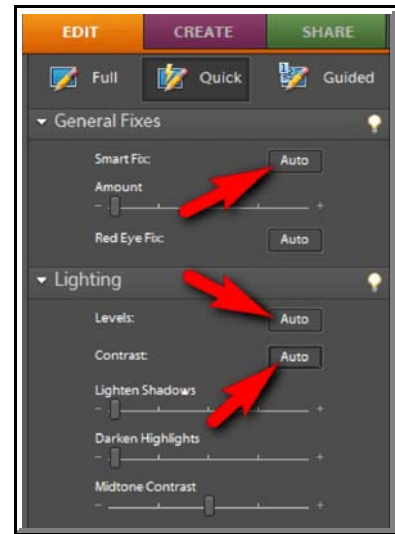 EDIT CREATE SHARE
Full Quick Guided
General Fixes
Smart Fix: Auto
Amount
- +
Red Eye Fix: Auto
Lighting
Levels: Auto
Contrast: Auto
Lighten Shadows
- +
Darken Highlights
- +
Midtone Contrast
- +